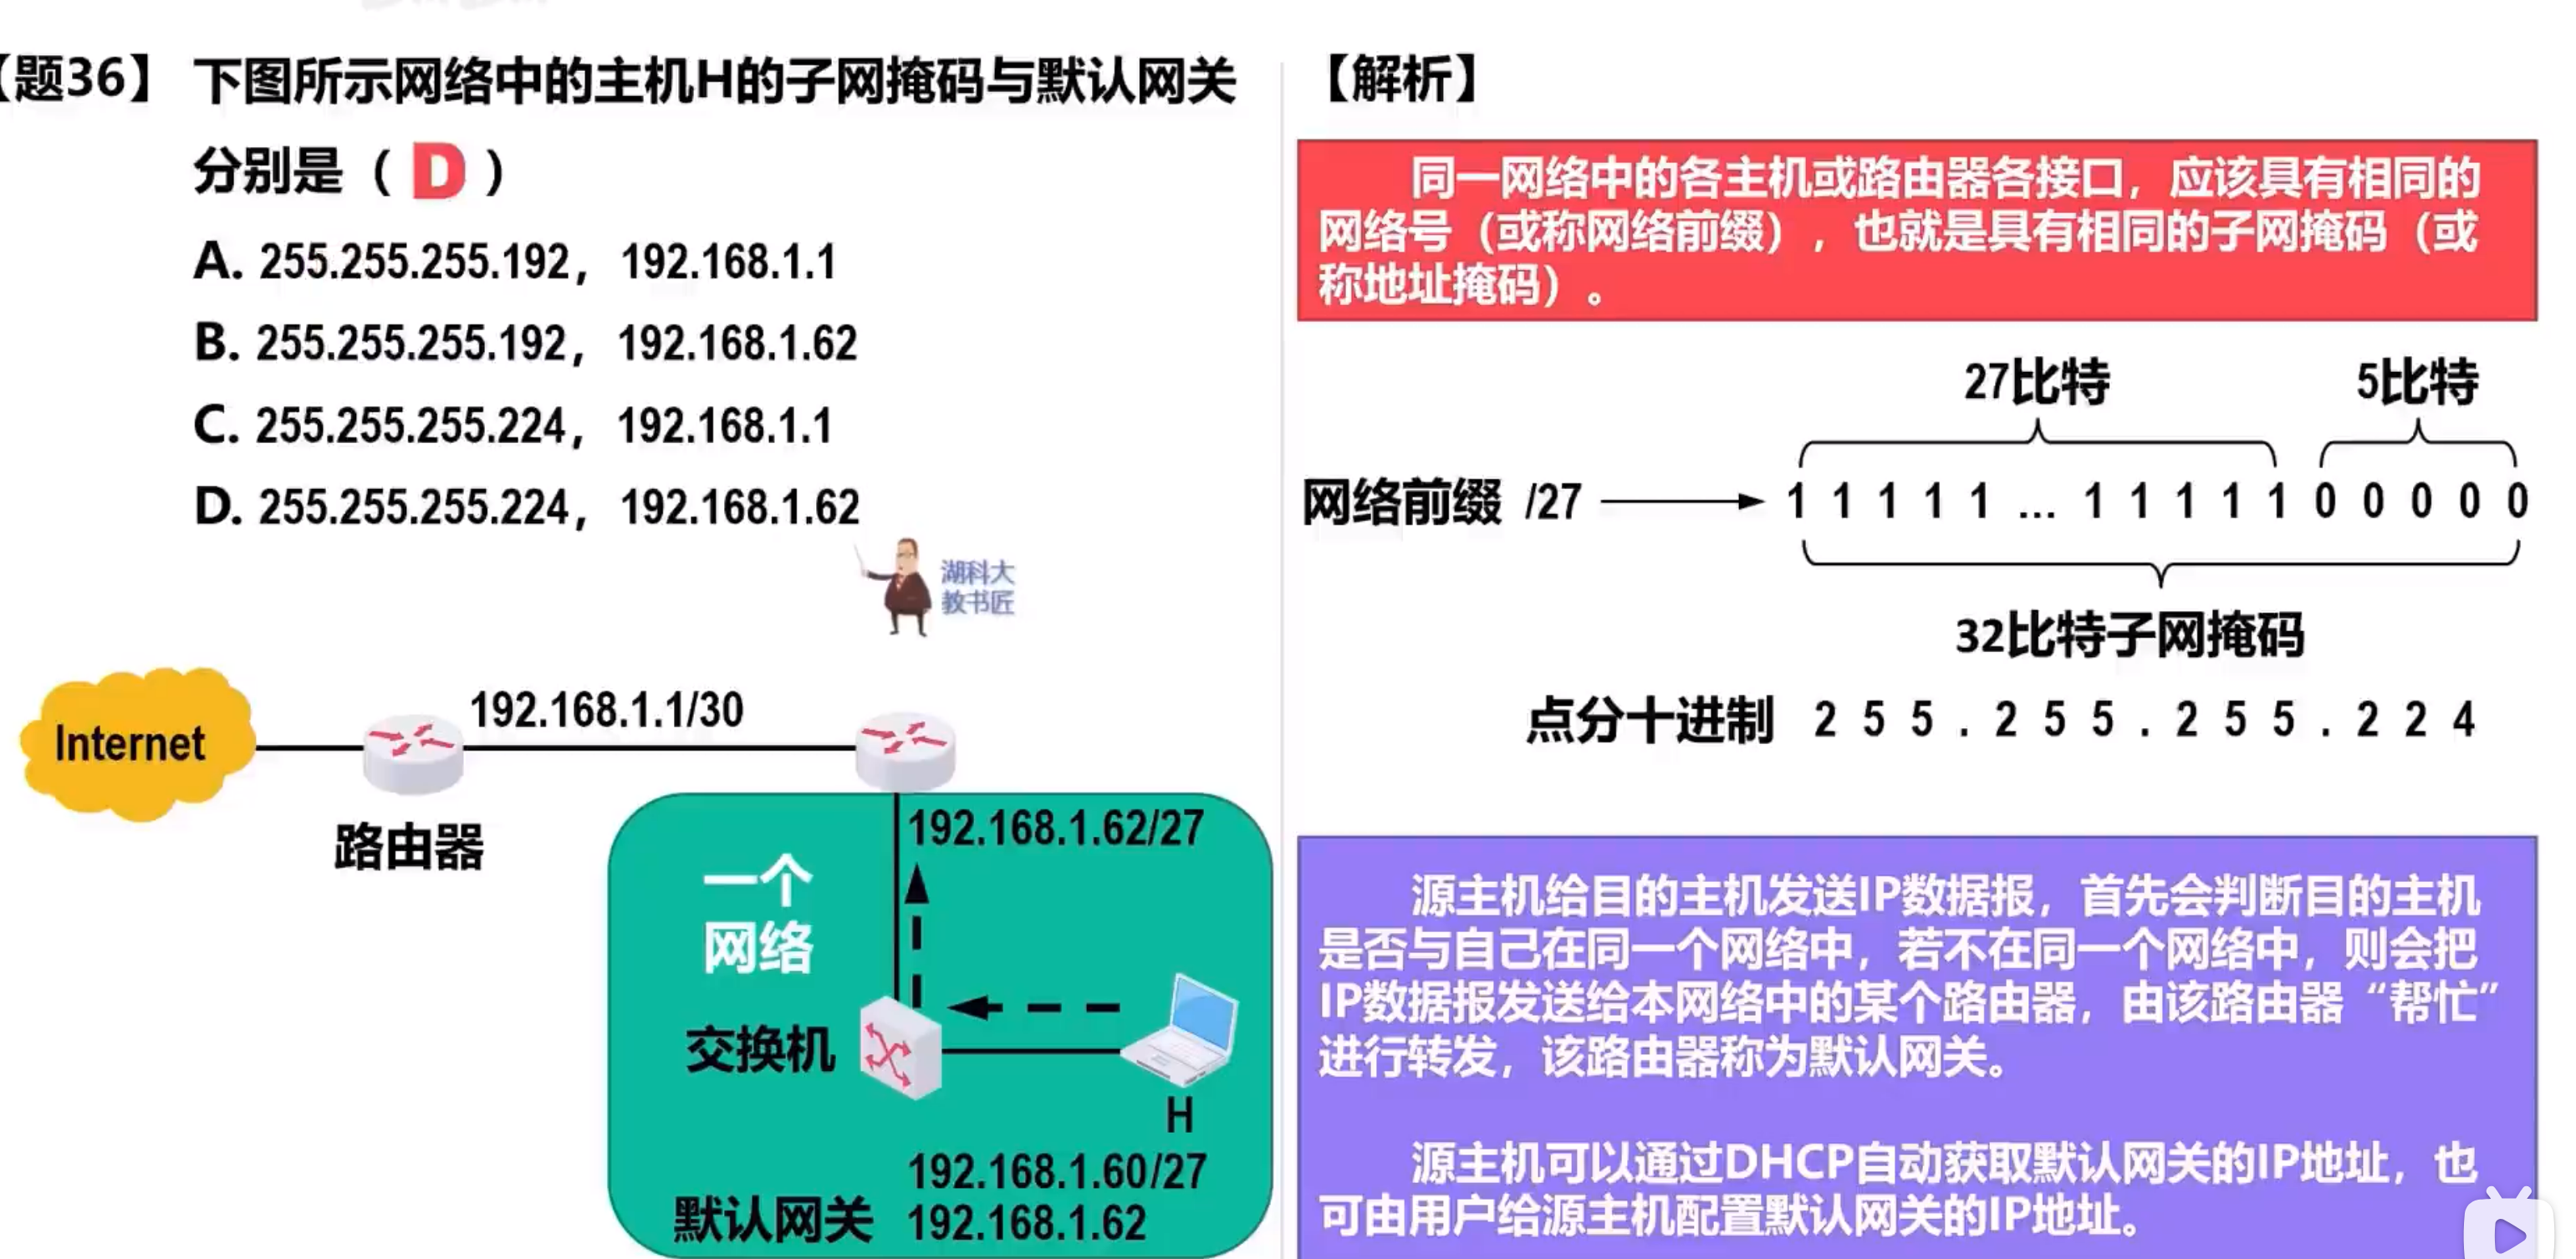 【题36】 下图所示网络中的主机H的子网掩码与默认网关
分别是（ D ）
A. 255.255.255.192， 192.168.1.1
B. 255.255.255.192， 192.168.1.62
C. 255.255.255.224， 192.168.1.1
D. 255.255.255.224， 192.168.1.62
湖科大
教书匠
Internet
192.168.1.1/30
路由器
192.168.1.62/27
一个
网络
交换机
H
192.168.1.60/27
默认网关 192.168.1.62
【解析】
同一网络中的各主机或路由器各接口，应该具有相同的
网络号（或称网络前缀），也就是具有相同的子网掩码（或
称地址掩码）。
27比特 5比特
网络前缀 /27 1 1 1 1 1 ... 1 1 1 1 1 0 0 0 0 0
32比特子网掩码
点分十进制 2 5 5 . 2 5 5 . 2 5 5 . 2 2 4
源主机给目的主机发送IP数据报，首先会判断目的主机
是否与自己在同一个网络中，若不在同一个网络中，则会把
IP数据报发送给本网络中的某个路由器，由该路由器“帮忙”
进行转发，该路由器称为默认网关。
源主机可以通过DHCP自动获取默认网关的IP地址，也
可由用户给源主机配置默认网关的IP地址。